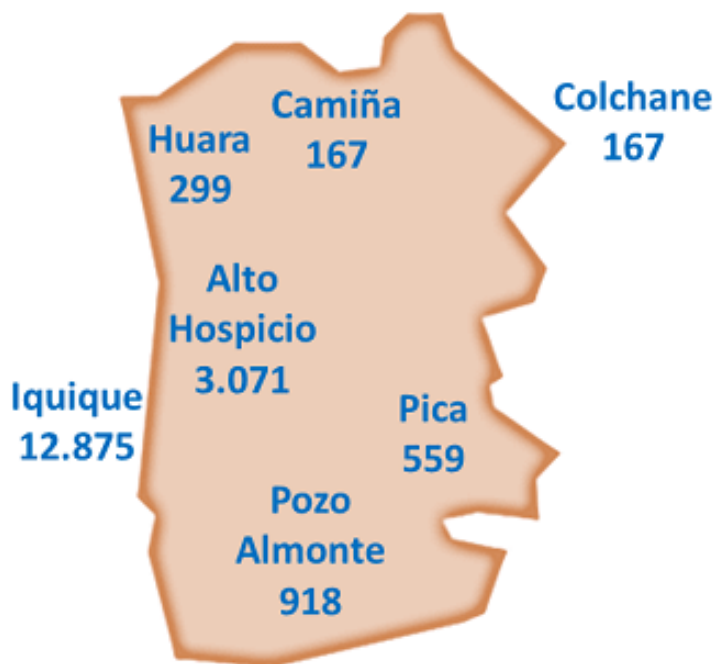 Camiña
167
Colchane
167
Huara
299
Alto
Hospicio
3.071
Iquique
12.875
Pica
559
Pozo
Almonte
918